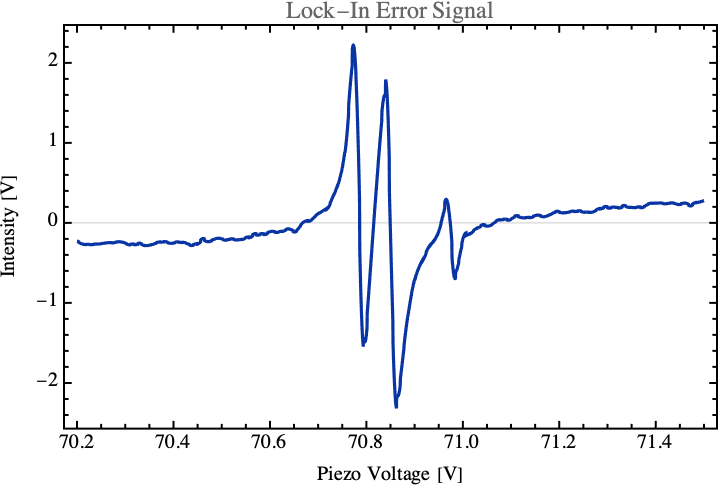 Lock–In Error Signal
Intensity [V]
2
1
0
−1
−2
70.2 70.4 70.6 70.8 71.0 71.2 71.4
Piezo Voltage [V]